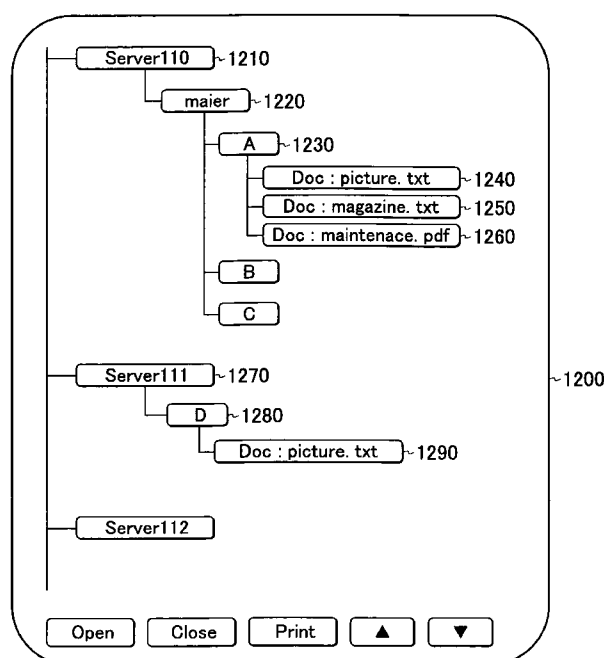 Server110 1210
maier 1220
A 1230
Doc : picture. txt 1240
Doc : magazine. txt 1250
Doc : maintenace. pdf 1260
B
C
Server111 1270
1200
D 1280
Doc : picture. txt 1290
Server112
Open Close Print ▲ ▼